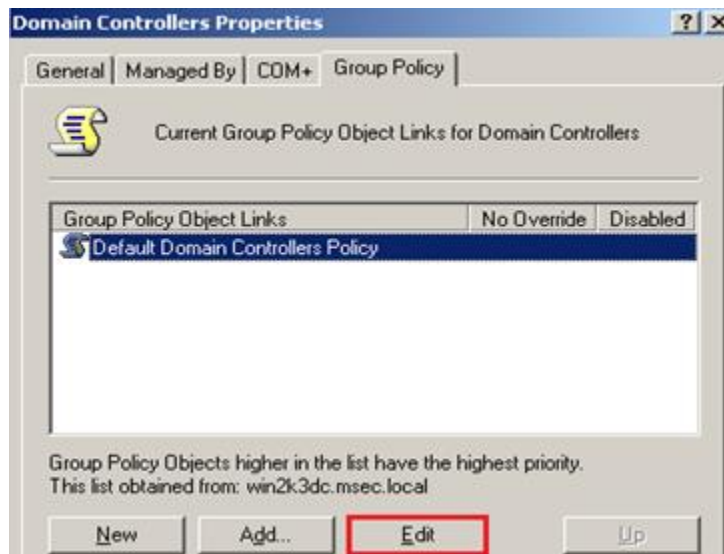 Domain Controllers Properties
General Managed By COM+ Group Policy
Current Group Policy Object Links for Domain Controllers
Group Policy Object Links No Override Disabled
Default Domain Controllers Policy
Group Policy Objects higher in the list have the highest priority.
This list obtained from: win2k3dc.msec.local
New Add... Edit Up